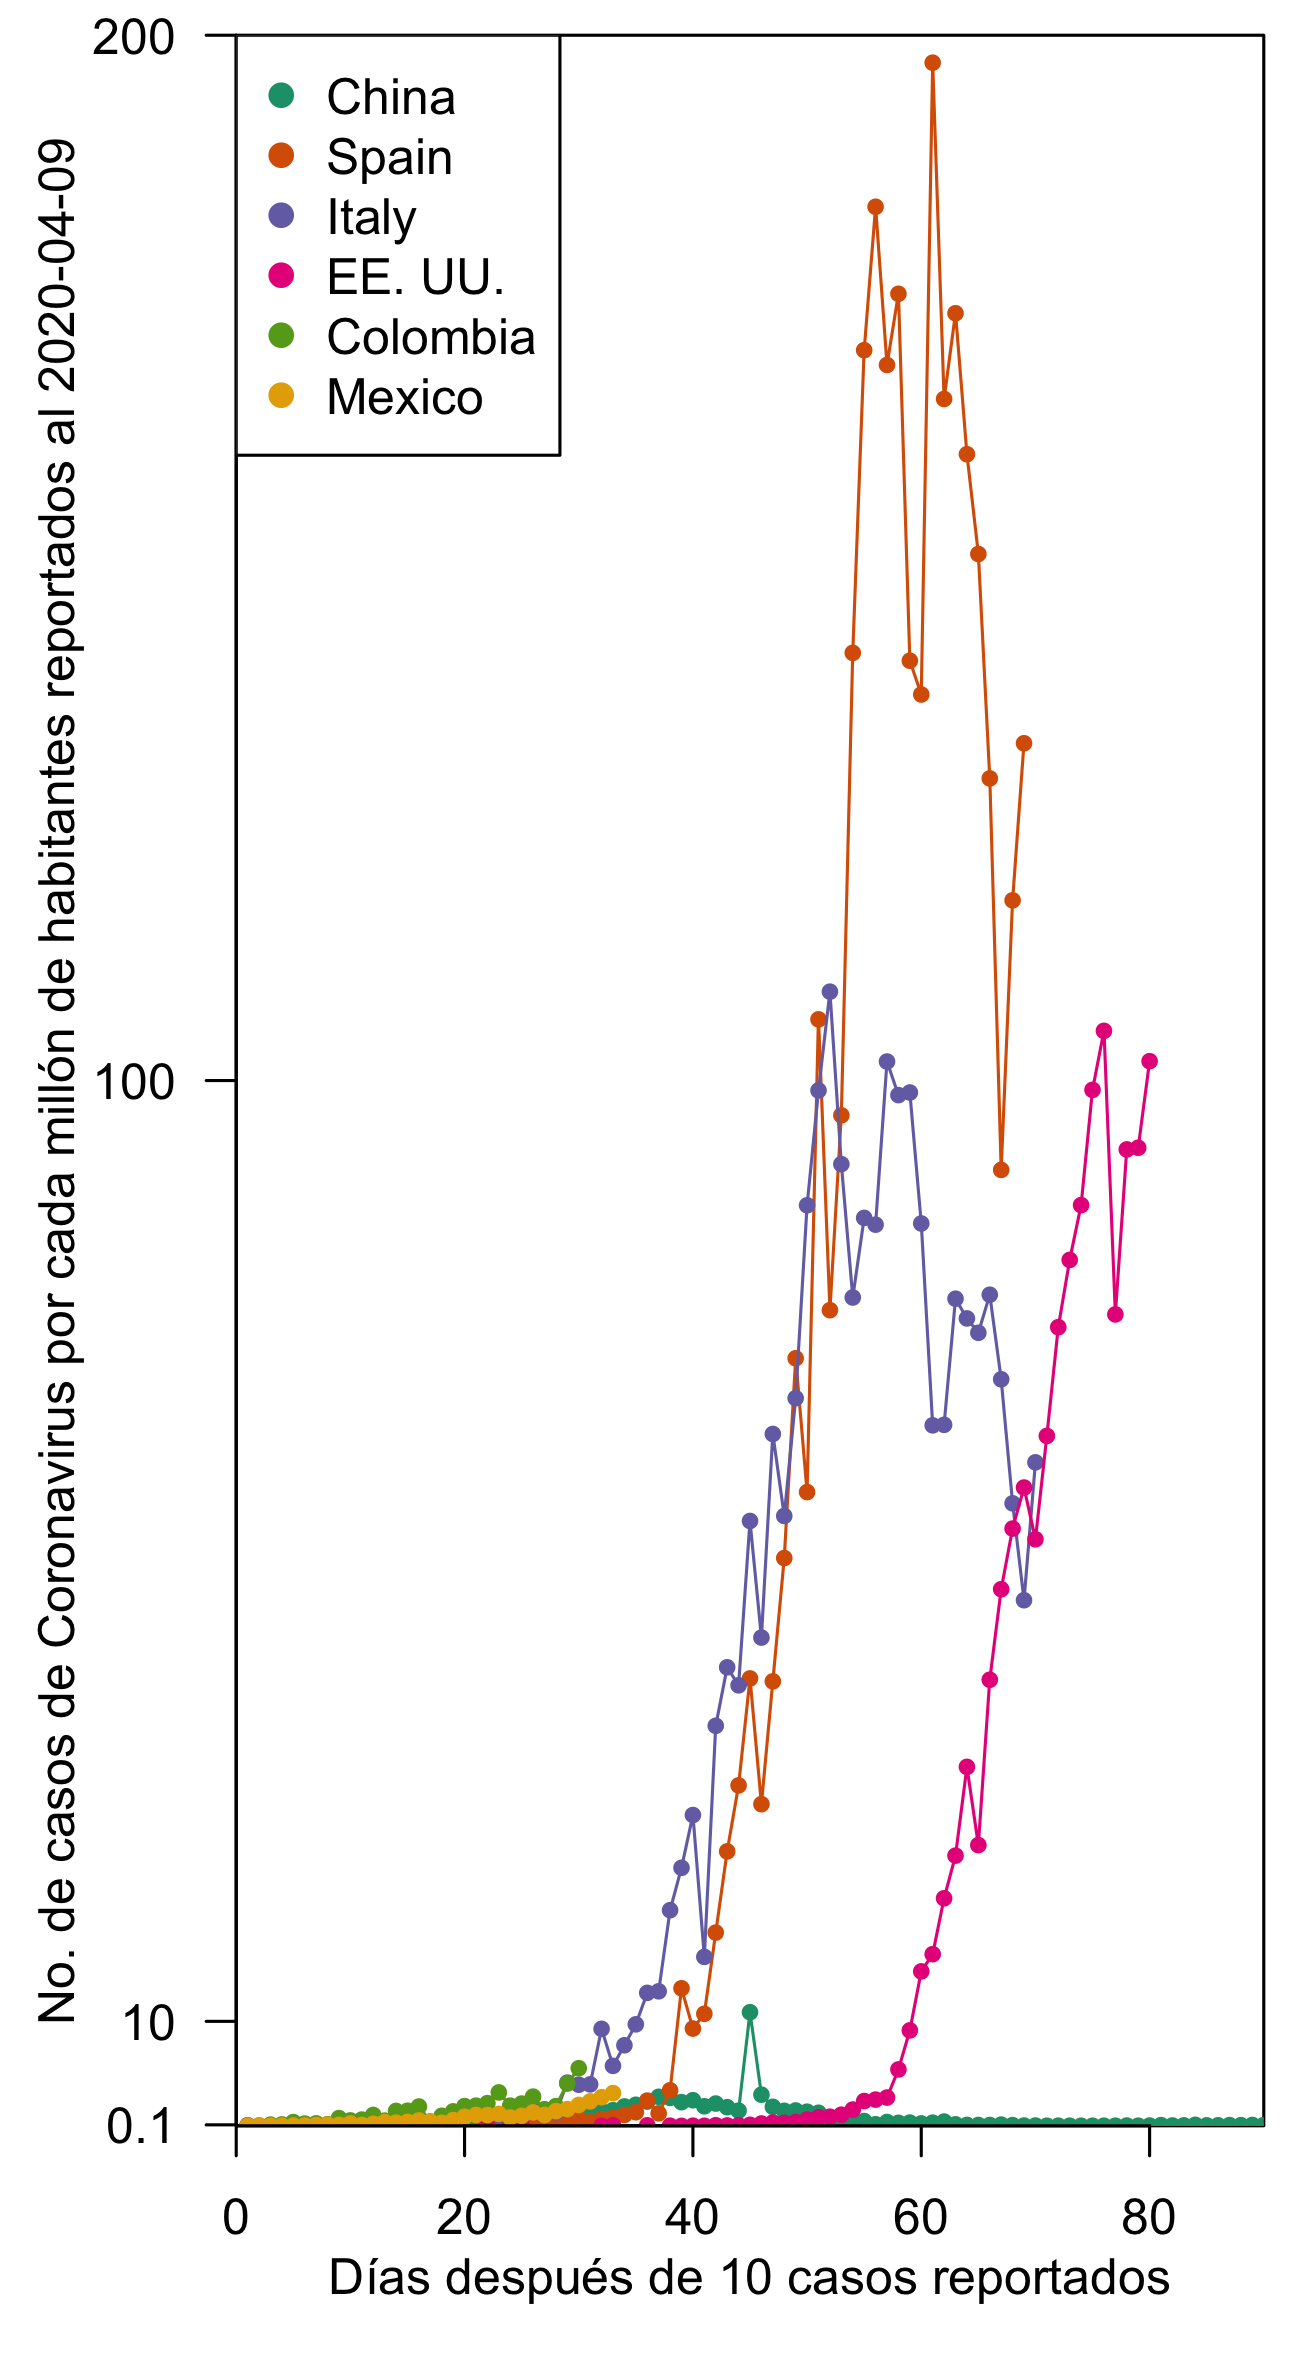 No. de casos de Coronavirus por cada millón de habitantes reportados al 2020-04-09
200
100
10
0.1
China
Spain
Italy
EE. UU.
Colombia
Mexico
0 20 40 60 80
Días después de 10 casos reportados